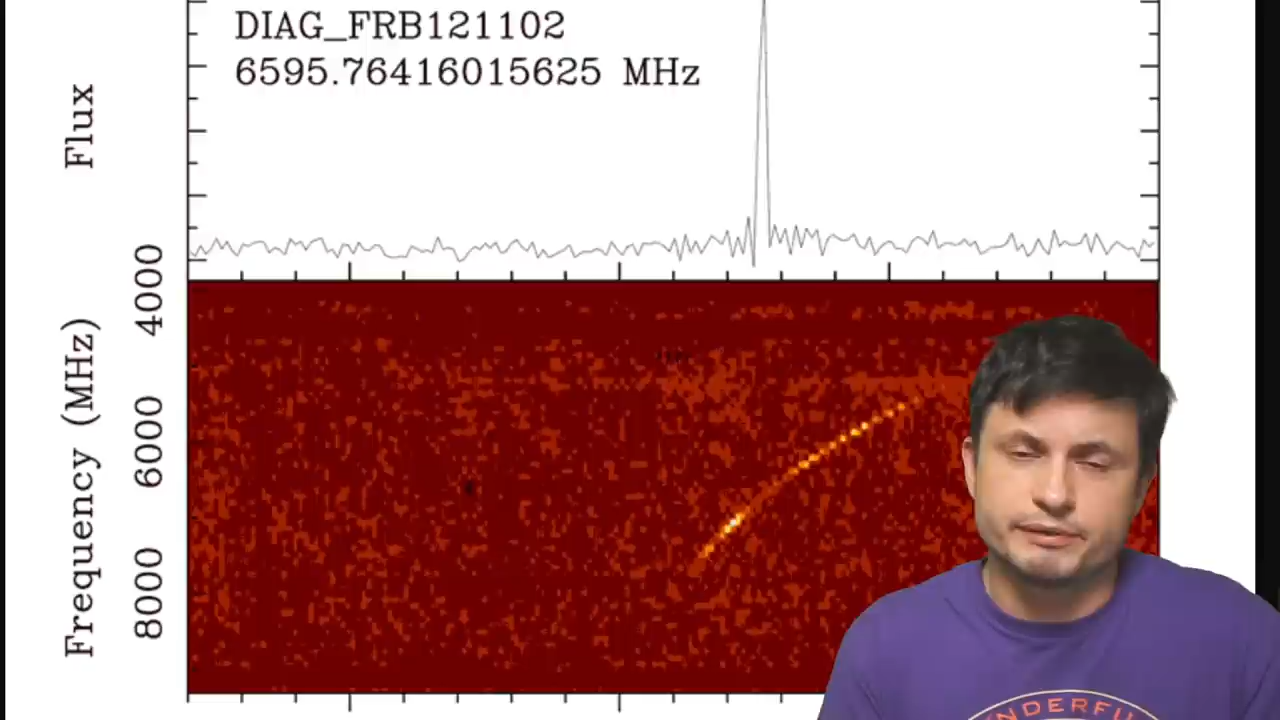 DIAG_FRB121102
6595.76416015625 MHz
Flux
4000
6000
8000
Frequency (MHz)